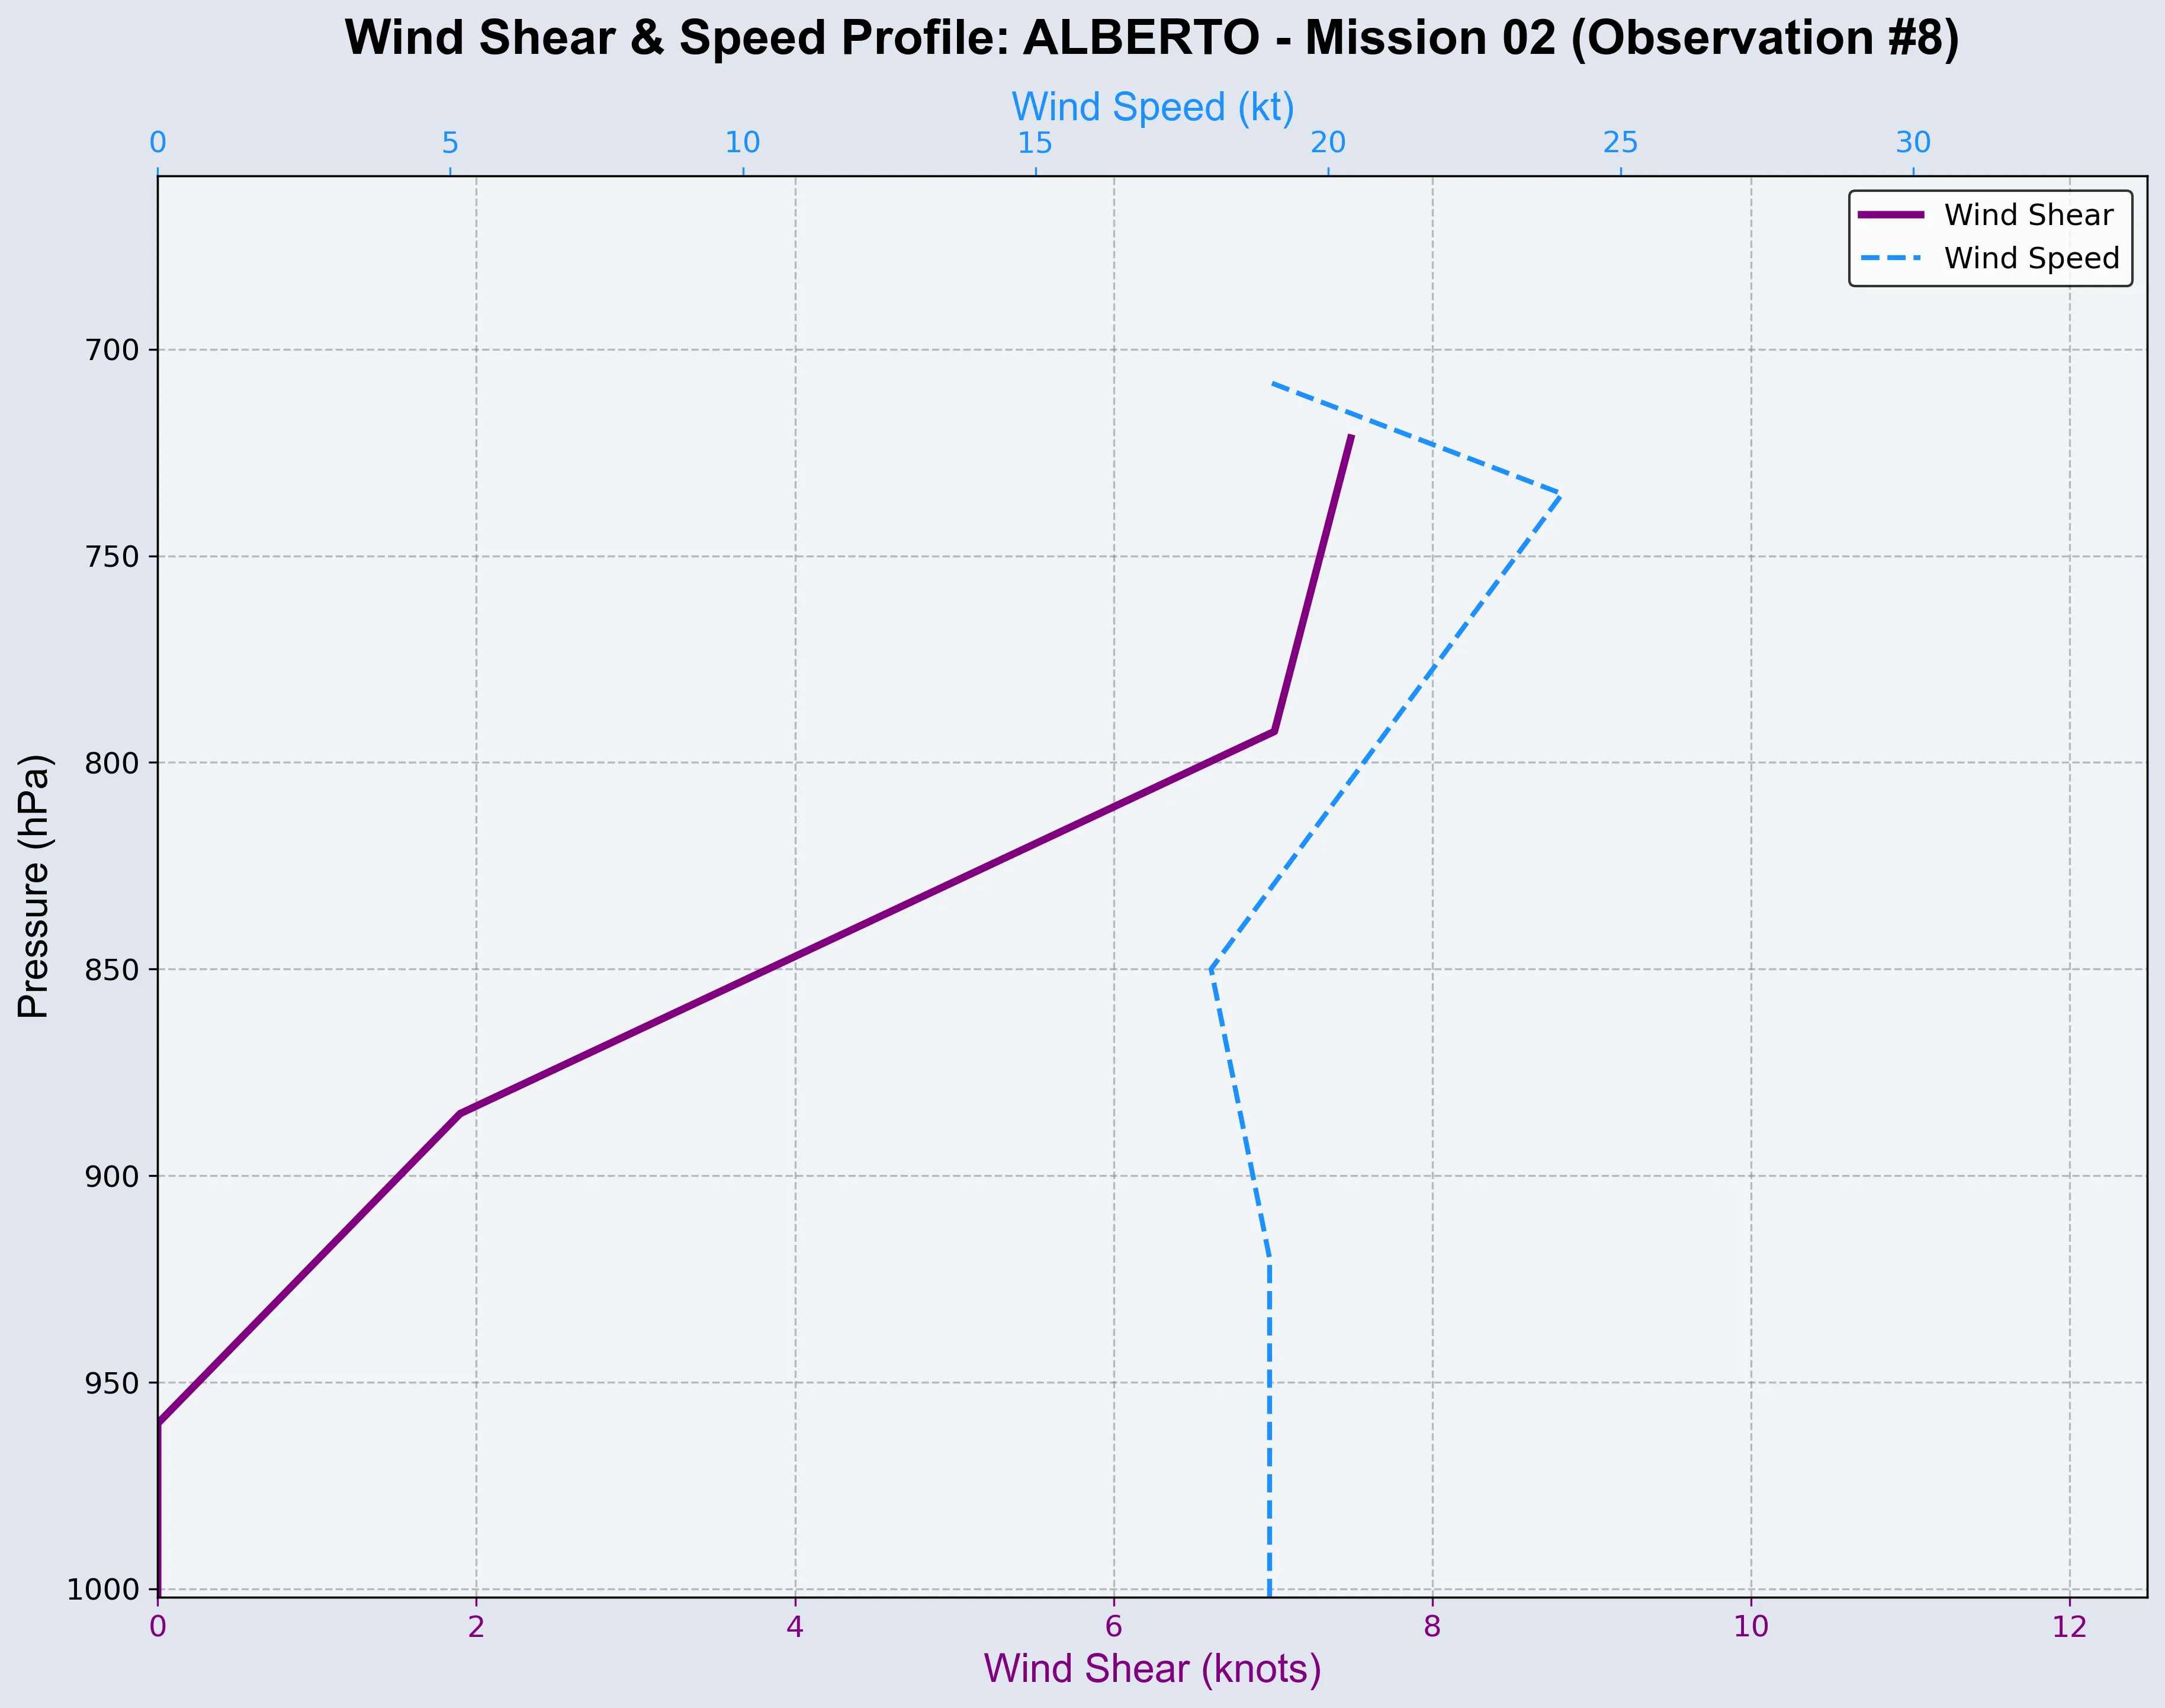 Wind Shear & Speed Profile: ALBERTO - Mission 02 (Observation #8)
Wind Speed (kt)
0 5 10 15 20 25 30
Wind Shear
Wind Speed
700
750
800
850
900
950
1000
Pressure (hPa)
0 2 4 6 8 10 12
Wind Shear (knots)